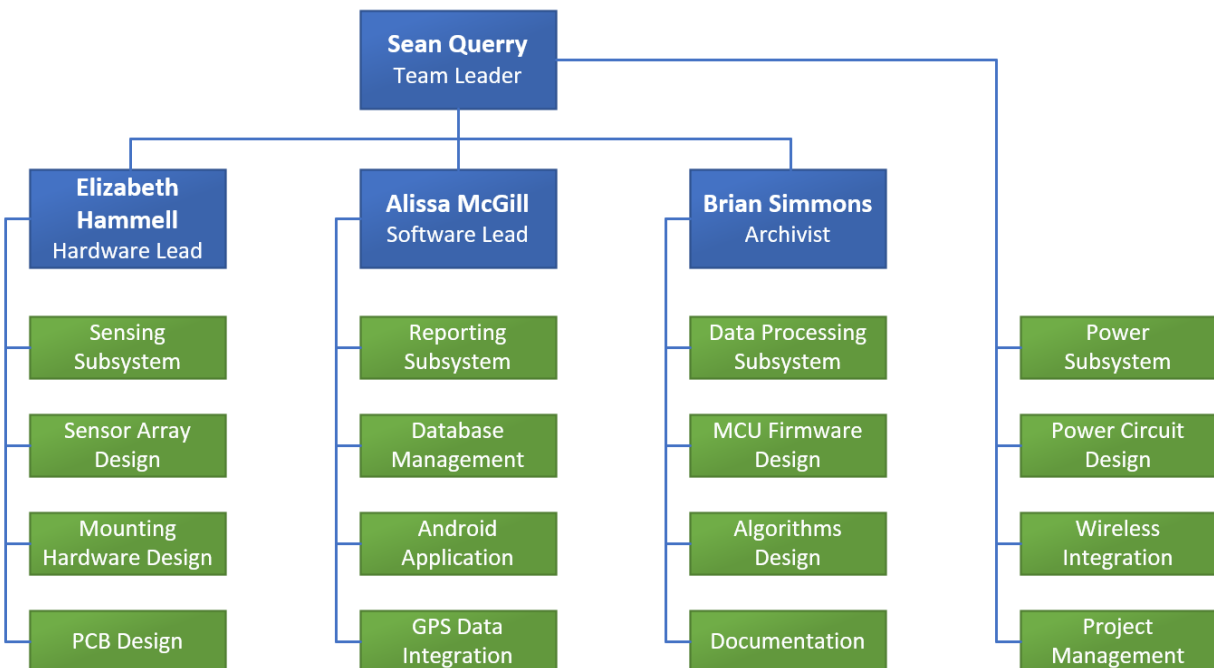 Sean Querry
Team Leader
Elizabeth
Hammell
Hardware Lead
Alissa McGill
Software Lead
Brian Simmons
Archivist
Sensing
Subsystem
Reporting
Subsystem
Data Processing
Subsystem
Power
Subsystem
Sensor Array
Design
Database
Management
MCU Firmware
Design
Power Circuit
Design
Mounting
Hardware Design
Android
Application
Algorithms
Design
Wireless
Integration
PCB Design
GPS Data
Integration
Documentation
Project
Management